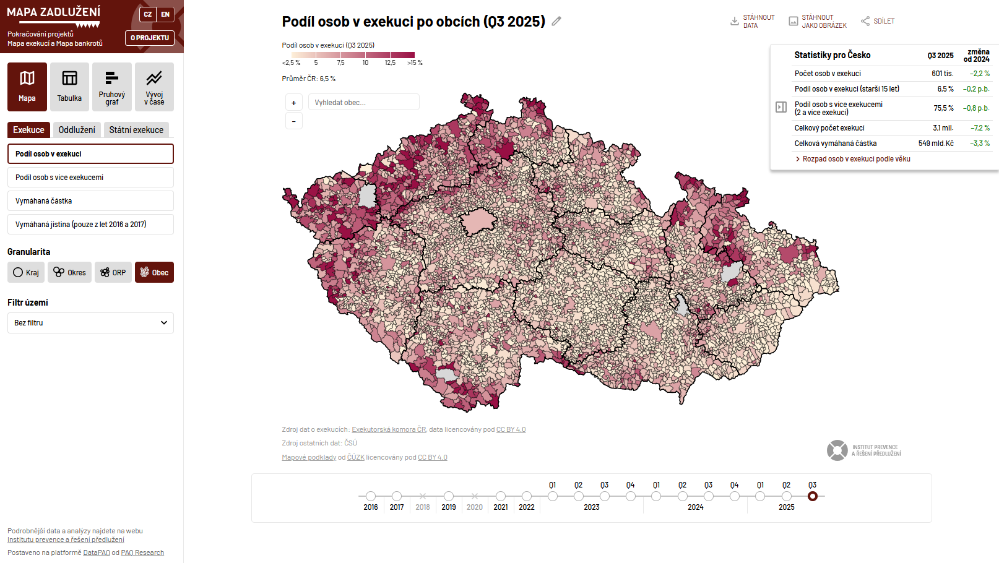 MAPA ZADLUŽENÍ
CZ
EN
Pokračování projektů
Mapa exekucí a Mapa bankrotů
O PROJEKTU
Mapa
Tabulka
Pruhový
graf
Vývoj
v čase
Exekuce
Oddlužení
Státní exekuce
Podíl osob v exekuci
Podíl osob s více exekucemi
Vymáhaná částka
Vymáhaná jistina (pouze z let 2016 a 2017)
Granularita
Kraj
Okres
ORP
Obec
Filtr území
Bez filtru
Podrobnější data a analýzy najdete na webu
Institutu prevence a řešení předlužení
Postaveno na platformě DataPAQ od PAQ Research
Podíl osob v exekuci po obcích (Q3 2025)
STÁHNOUT
DATA
STÁHNOUT
JAKO OBRÁZEK
SDÍLET
Podíl osob v exekuci (Q3 2025)
<2,5 % 5 7,5 10 12,5 >15 %
Průměr ČR: 6,5 %
+
Vyhledat obec...
−
Statistiky pro Česko Q3 2025 změna
od 2024
Počet osob v exekuci 601 tis. −2,2 %
Podíl osob v exekuci (starší 15 let) 6,5 % −0,2 p.b.
Podíl osob s více exekucemi
(2 a více exekucí) 75,5 % −0,8 p.b.
Celkový počet exekucí 3,1 mil. −7,2 %
Celková vymáhaná částka 549 mld.Kč −3,3 %
Rozpad osob v exekuci podle věku
Zdroj dat o exekucích: Exekutorská komora ČR, data licencovány pod CC BY 4.0
Zdroj ostatních dat: ČSÚ
Mapové podklady od ČÚZK licencovány pod CC BY 4.0
INSTITUT PREVENCE
A ŘEŠENÍ PŘEDLUŽENÍ
Q1 Q2 Q3 Q4 Q1 Q2 Q3 Q4 Q1 Q2 Q3
2016 2017 2018 2019 2020 2021 2022 2023 2024 2025